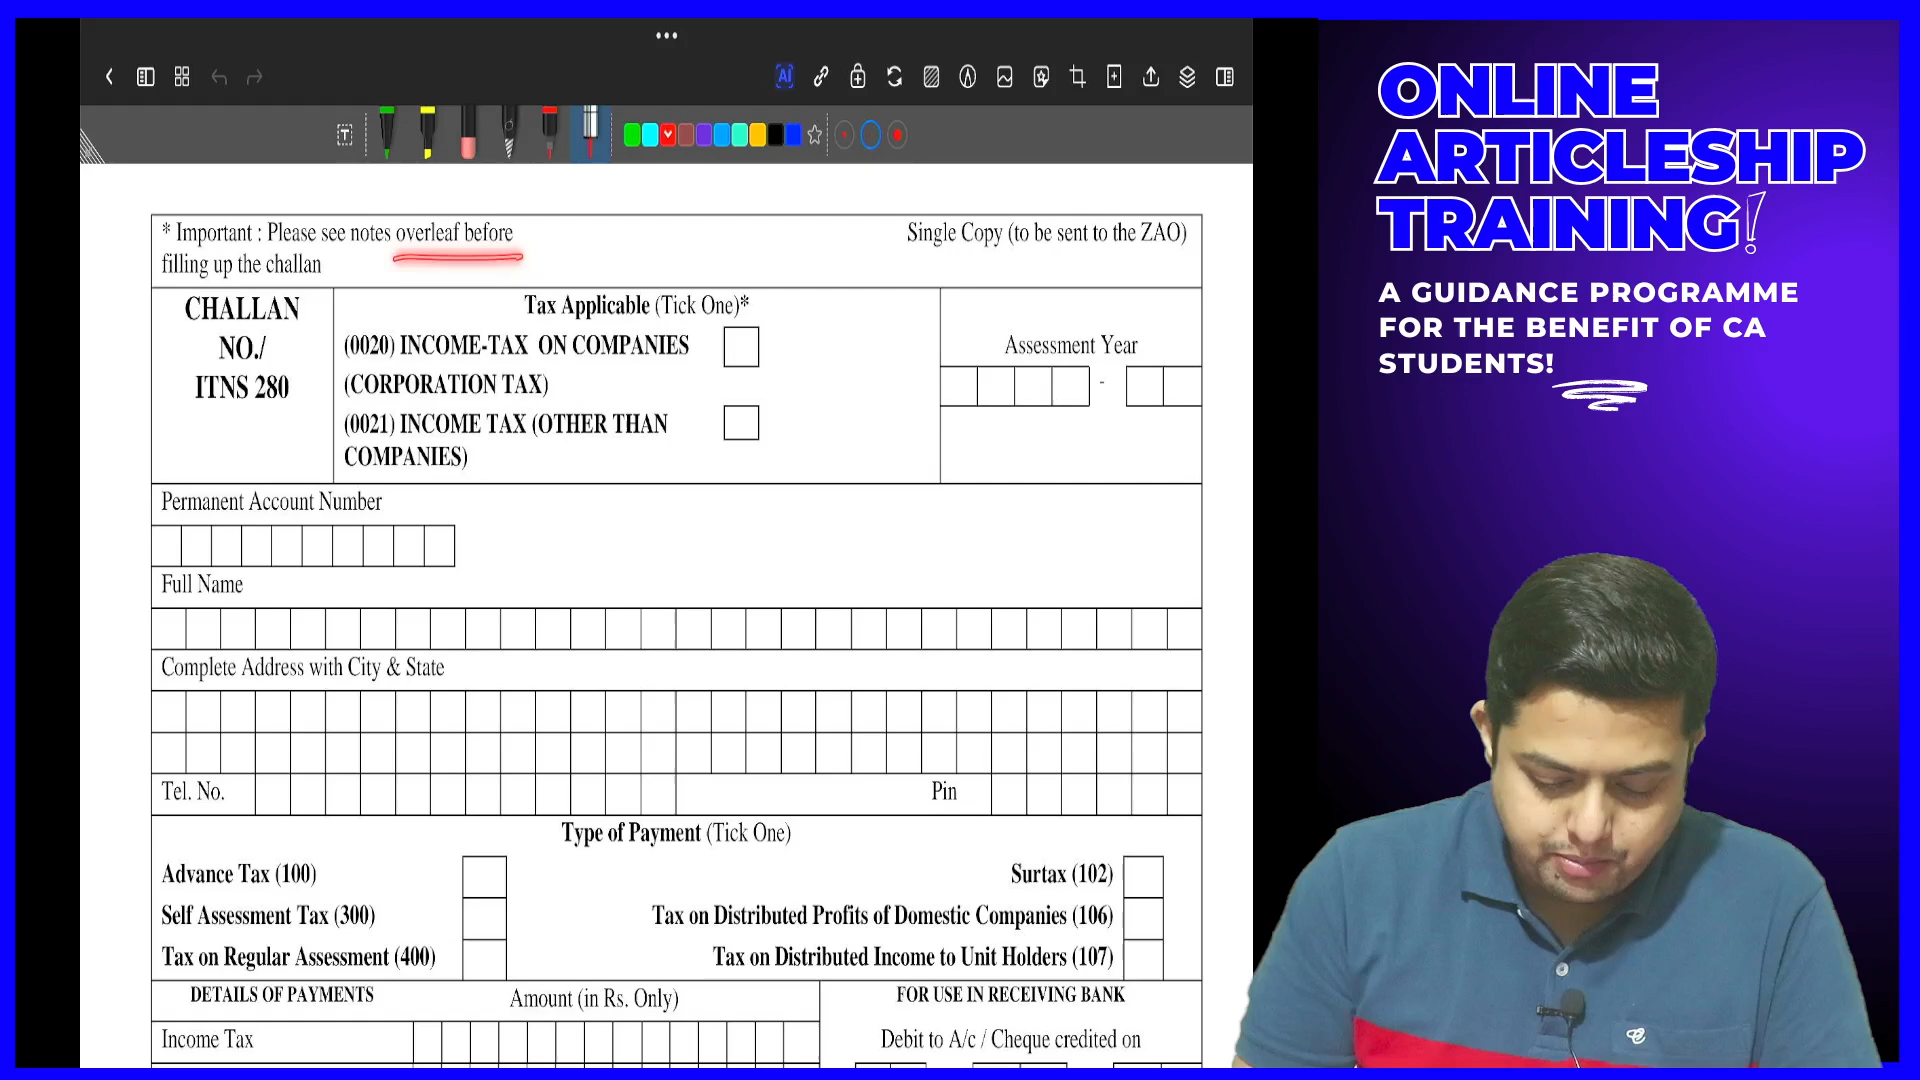 ONLINE
ARTICLESHIP
TRAINING!
A GUIDANCE PROGRAMME
FOR THE BENEFIT OF CA
STUDENTS!
AI
T
* Important : Please see notes overleaf before
filling up the challan
Single Copy (to be sent to the ZAO)
CHALLAN
NO./
ITNS 280
Tax Applicable (Tick One)*
(0020) INCOME-TAX ON COMPANIES
(CORPORATION TAX)
(0021) INCOME TAX (OTHER THAN
COMPANIES)
Assessment Year
-
Permanent Account Number
Full Name
Complete Address with City & State
Tel. No.
Pin
Type of Payment (Tick One)
Advance Tax (100)
Surtax (102)
Self Assessment Tax (300)
Tax on Distributed Profits of Domestic Companies (106)
Tax on Regular Assessment (400)
Tax on Distributed Income to Unit Holders (107)
DETAILS OF PAYMENTS
Amount (in Rs. Only)
FOR USE IN RECEIVING BANK
Income Tax
Debit to A/c / Cheque credited on